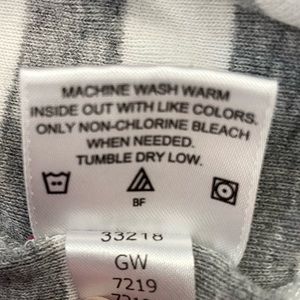 MACHINE WASH WARM
INSIDE OUT WITH LIKE COLORS.
ONLY NON-CHLORINE BLEACH
WHEN NEEDED.
TUMBLE DRY LOW.
BF
33218
GW
7219